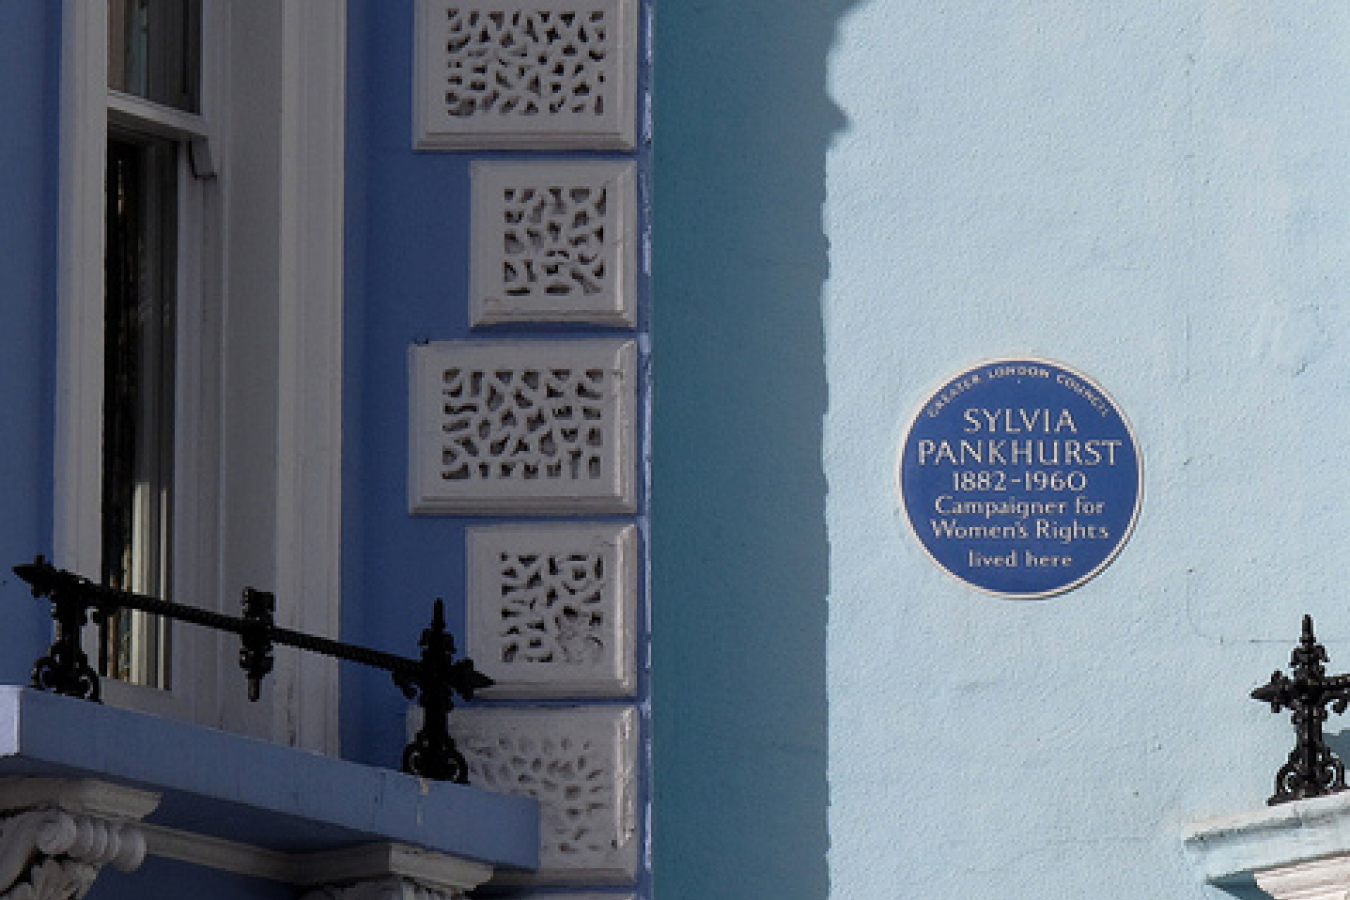 GREATER LONDON COUNCIL
SYLVIA
PANKHURST
1882-1960
Campaigner for
Women's Rights
lived here